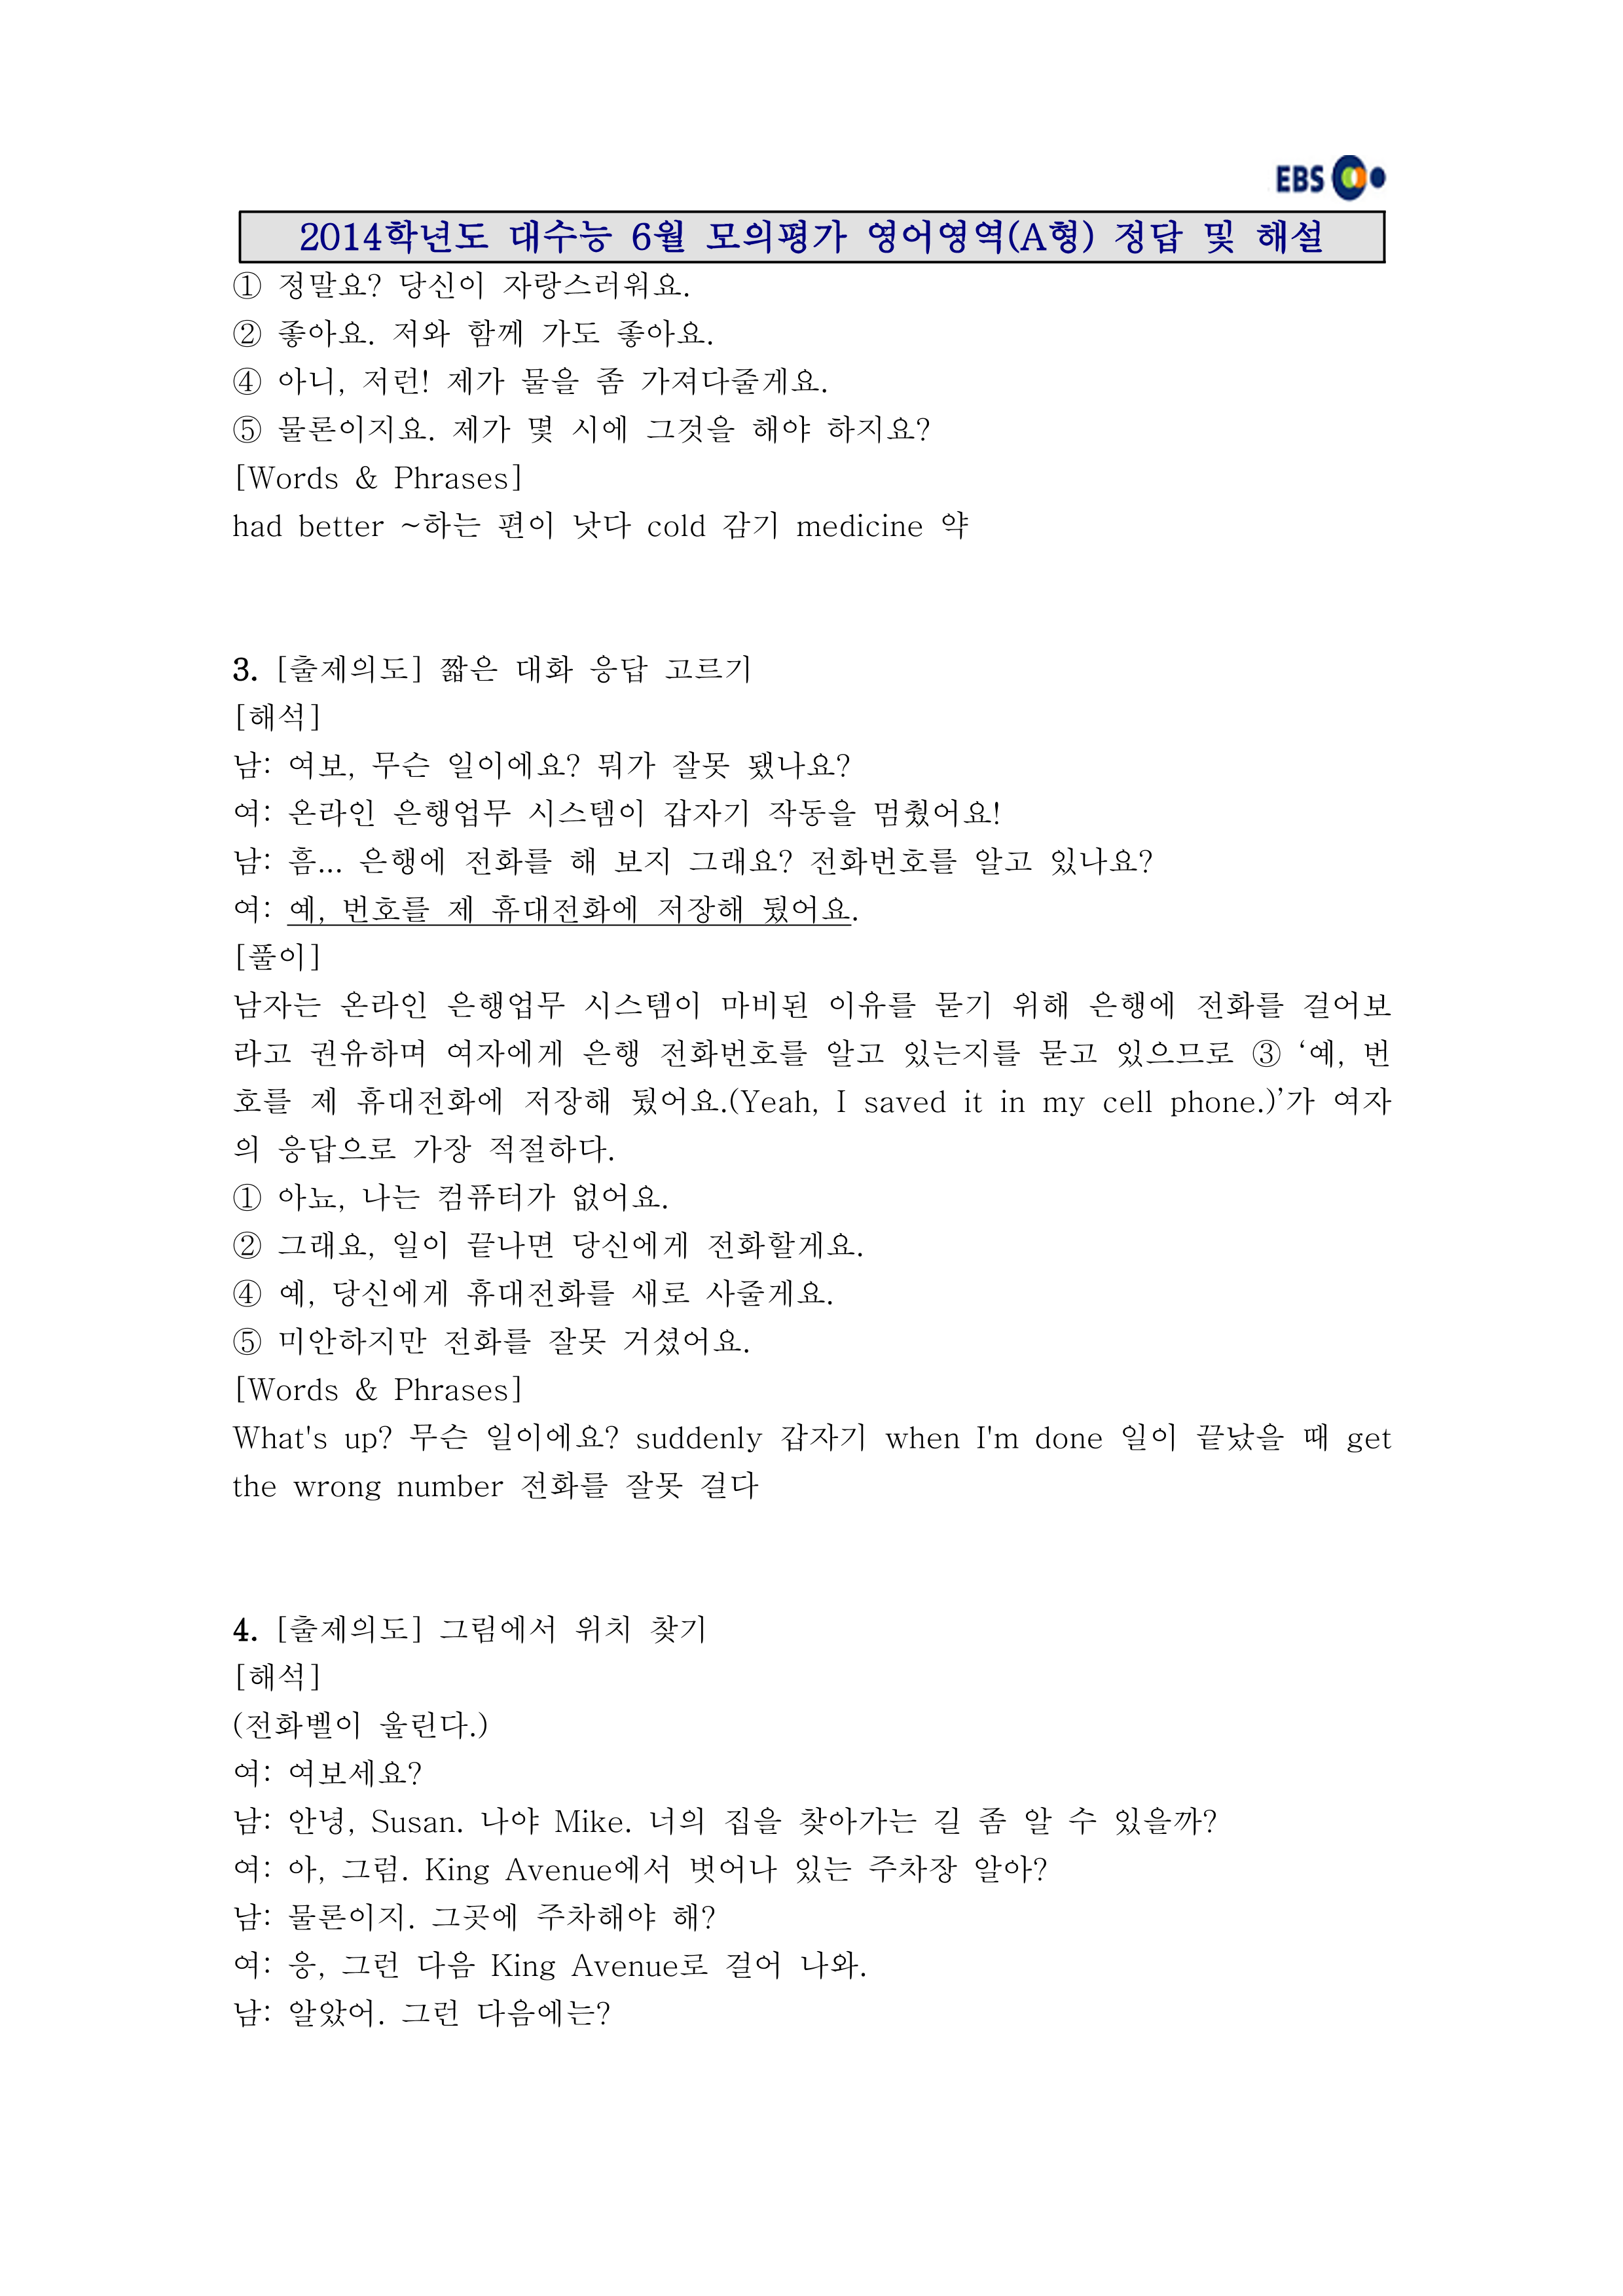 EBS
2014학년도 대수능 6월 모의평가 영어영역(A형) 정답 및 해설
① 정말요? 당신이 자랑스러워요.
② 좋아요. 저와 함께 가도 좋아요.
④ 아니, 저런! 제가 물을 좀 가져다줄게요.
⑤ 물론이지요. 제가 몇 시에 그것을 해야 하지요?
[Words & Phrases]
had better ~하는 편이 낫다 cold 감기 medicine 약
3. [출제의도] 짧은 대화 응답 고르기
[해석]
남: 여보, 무슨 일이에요? 뭐가 잘못 됐나요?
여: 온라인 은행업무 시스템이 갑자기 작동을 멈췄어요!
남: 흠... 은행에 전화를 해 보지 그래요? 전화번호를 알고 있나요?
여: 예, 번호를 제 휴대전화에 저장해 뒀어요.
[풀이]
남자는 온라인 은행업무 시스템이 마비된 이유를 묻기 위해 은행에 전화를 걸어보
라고 권유하며 여자에게 은행 전화번호를 알고 있는지를 묻고 있으므로 ③ ‘예, 번
호를 제 휴대전화에 저장해 뒀어요.(Yeah, I saved it in my cell phone.)’가 여자
의 응답으로 가장 적절하다.
① 아뇨, 나는 컴퓨터가 없어요.
② 그래요, 일이 끝나면 당신에게 전화할게요.
④ 예, 당신에게 휴대전화를 새로 사줄게요.
⑤ 미안하지만 전화를 잘못 거셨어요.
[Words & Phrases]
What's up? 무슨 일이에요? suddenly 갑자기 when I'm done 일이 끝났을 때 get
the wrong number 전화를 잘못 걸다
4. [출제의도] 그림에서 위치 찾기
[해석]
(전화벨이 울린다.)
여: 여보세요?
남: 안녕, Susan. 나야 Mike. 너의 집을 찾아가는 길 좀 알 수 있을까?
여: 아, 그럼. King Avenue에서 벗어나 있는 주차장 알아?
남: 물론이지. 그곳에 주차해야 해?
여: 응, 그런 다음 King Avenue로 걸어 나와.
남: 알았어. 그런 다음에는?